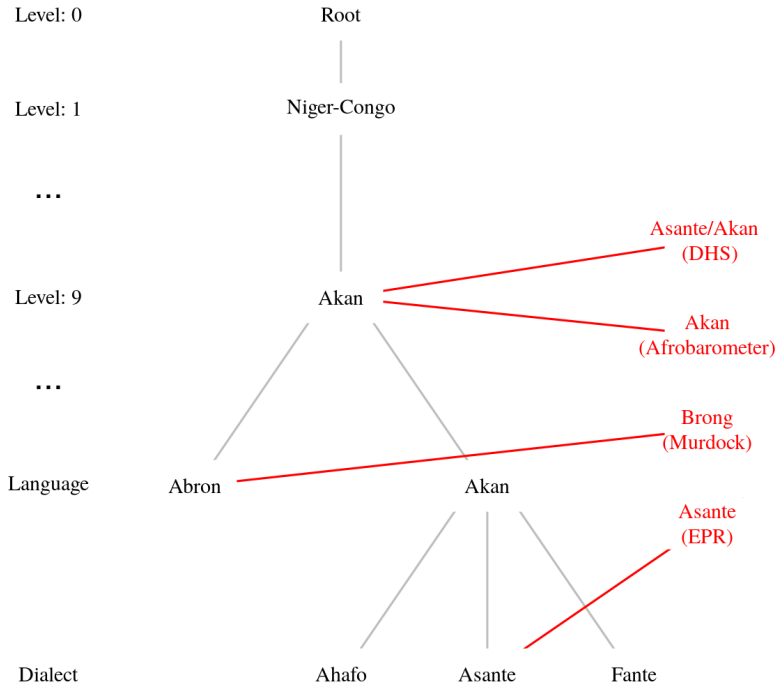 Level: 0
Root
Level: 1
Niger-Congo
...
Asante/Akan
(DHS)
Level: 9
Akan
Akan
(Afrobarometer)
...
Brong
(Murdock)
Language
Abron
Akan
Asante
(EPR)
Dialect
Ahafo
Asante
Fante